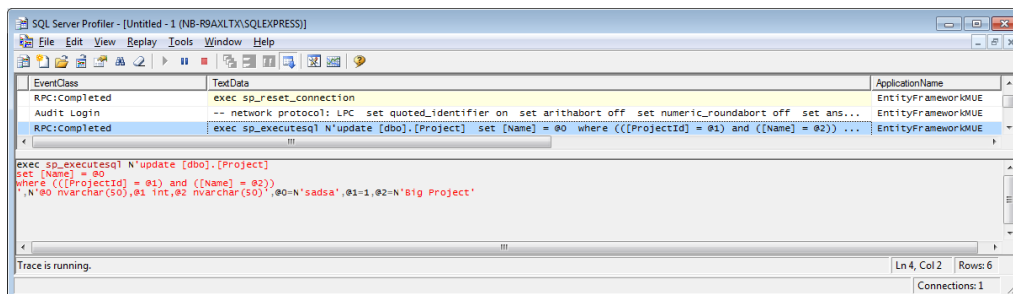 SQL Server Profiler - [Untitled - 1 (NB-R9AXLTX\SQLEXPRESS)]
File Edit View Replay Tools Window Help
EventClass TextData ApplicationName
RPC:Completed exec sp_reset_connection EntityFrameworkMUE
Audit Login -- network protocol: LPC set quoted_identifier on set arithabort off set numeric_roundabort off set ans... EntityFrameworkMUE
RPC:Completed exec sp_executesql N'update [dbo].[Project] set [Name] = @0 where (([ProjectId] = @1) and ([Name] = @2)) ... EntityFrameworkMUE
exec sp_executesql N'update [dbo].[Project]
set [Name] = @0
where (([ProjectId] = @1) and ([Name] = @2))
',N'@0 nvarchar(50),@1 int,@2 nvarchar(50)',@0=N'sadsa',@1=1,@2=N'Big Project'
Trace is running. Ln 4, Col 2 Rows: 6
Connections: 1